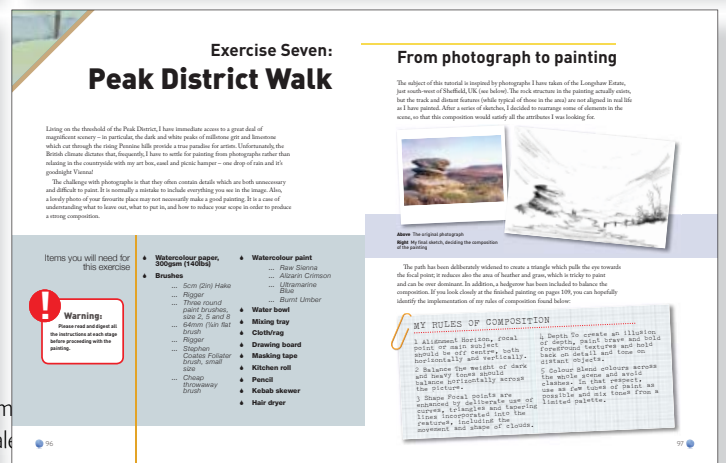 Exercise Seven:
Peak District Walk
Living on the threshold of the Peak District, I have immediate access to a great deal of
magnificent scenery – in particular, the dark and white peaks of millstone grit and limestone
which cut through the rising Pennine hills provide a true paradise for artists. Unfortunately, the
British climate dictates that, frequently, I have to settle for painting from photographs rather than
relaxing in the countryside with my art box, easel and picnic hamper – one drop of rain and it's
goodnight Vienna!
The challenge with photographs is that they often contain details which are both unnecessary
and difficult to paint. It is normally a mistake to include everything you see in the image. Also,
a lovely photo of your favourite place may not necessarily make a good painting. It is a case of
understanding what to leave out, what to put in, and how to reduce your scope in order to produce
a strong composition.
Items you will need for
this exercise
Warning:
Please read and digest all
the instructions at each stage
before proceeding with the
painting.
Watercolour paper,
300gsm (140lbs)
Brushes
... 5cm (2in) Hake
... Rigger
... Three round
paint brushes,
size 2, 5 and 8
... 64mm (¼in flat
brush
... Rigger
... Stephen
Coates Foliater
brush, small
size
... Cheap
throwaway
brush
Watercolour paint
... Raw Sienna
... Alizarin Crimson
... Ultramarine
Blue
... Burnt Umber
Water bowl
Mixing tray
Cloth/rag
Drawing board
Masking tape
Kitchen roll
Pencil
Kebab skewer
Hair dryer
96
From photograph to painting
The subject of this tutorial is inspired by photographs I have taken of the Longshaw Estate,
just south-west of Sheffield, UK (see below). The rock structure in the painting actually exists,
but the track and distant features (while typical of those in the area) are not aligned in real life
as I have painted. After a series of sketches, I decided to rearrange some of elements in the
scene, so that this composition would satisfy all the attributes I was looking for.
Above The original photograph
Right My final sketch, deciding the composition
of the painting
The path has been deliberately widened to create a triangle which pulls the eye towards
the focal point; it reduces also the area of heather and grass, which is tricky to paint
and can be over dominant. In addition, a hedgerow has been included to balance the
composition. If you look closely at the finished painting on pages 109, you can hopefully
identify the implementation of my rules of composition found below:
MY RULES OF COMPOSITION
1 Alignment Horizon, focal
point or main subject
should be off centre, both
horizontally and vertically.
2 Balance The weight of dark
and heavy tones should
balance horizontally across
the picture.
3 Shape Focal points are
enhanced by deliberate use of
curves, triangles and tapering
lines incorporated into the
features, including the
movement and shape of clouds.
4 Depth To create an illusion
of depth, paint brave and bold
foreground textures and hold
back on detail and tone on
distant objects.
5 Colour Blend colours across
the whole scene and avoid
clashes. In that respect,
use as few tubes of paint as
possible and mix tones from a
limited palette.
97